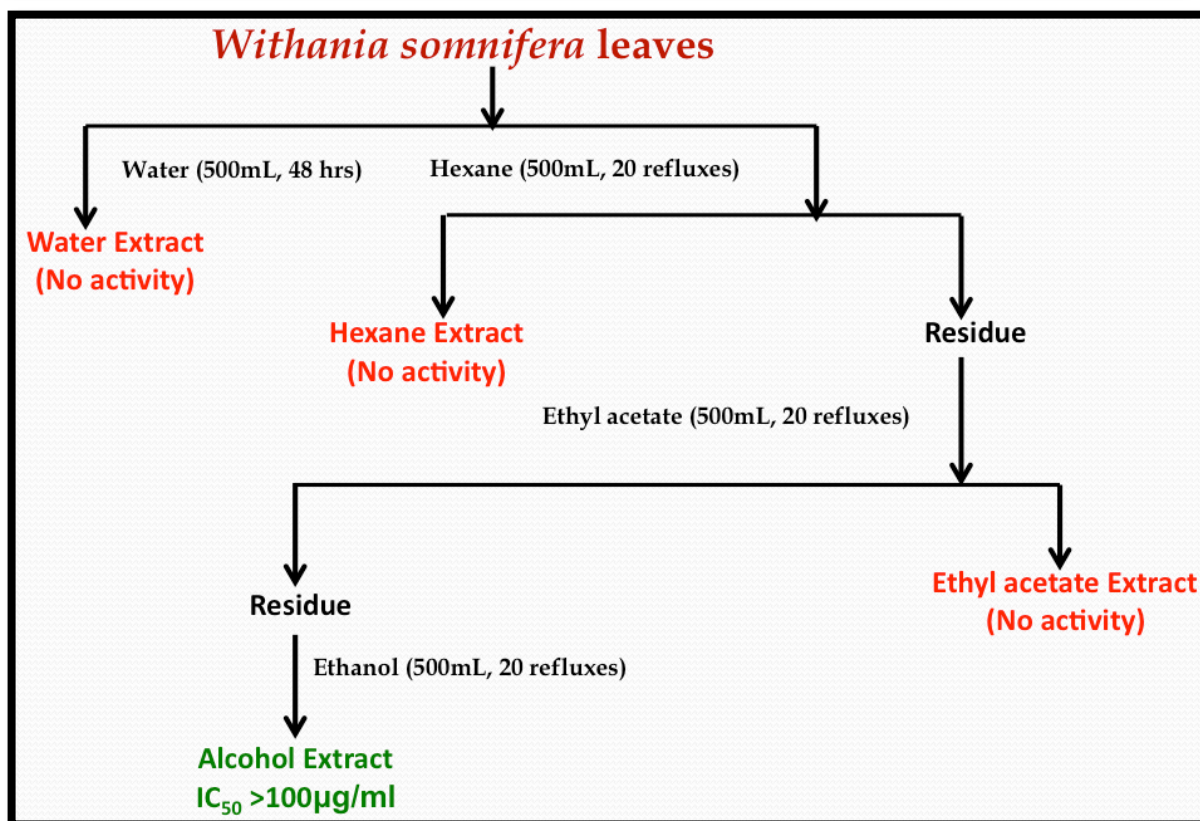 Withania somnifera leaves
Water (500mL, 48 hrs)
Hexane (500mL, 20 refluxes)
Water Extract
(No activity)
Hexane Extract
(No activity)
Residue
Ethyl acetate (500mL, 20 refluxes)
Residue
Ethyl acetate Extract
(No activity)
Ethanol (500mL, 20 refluxes)
Alcohol Extract
IC₅₀ >100µg/ml